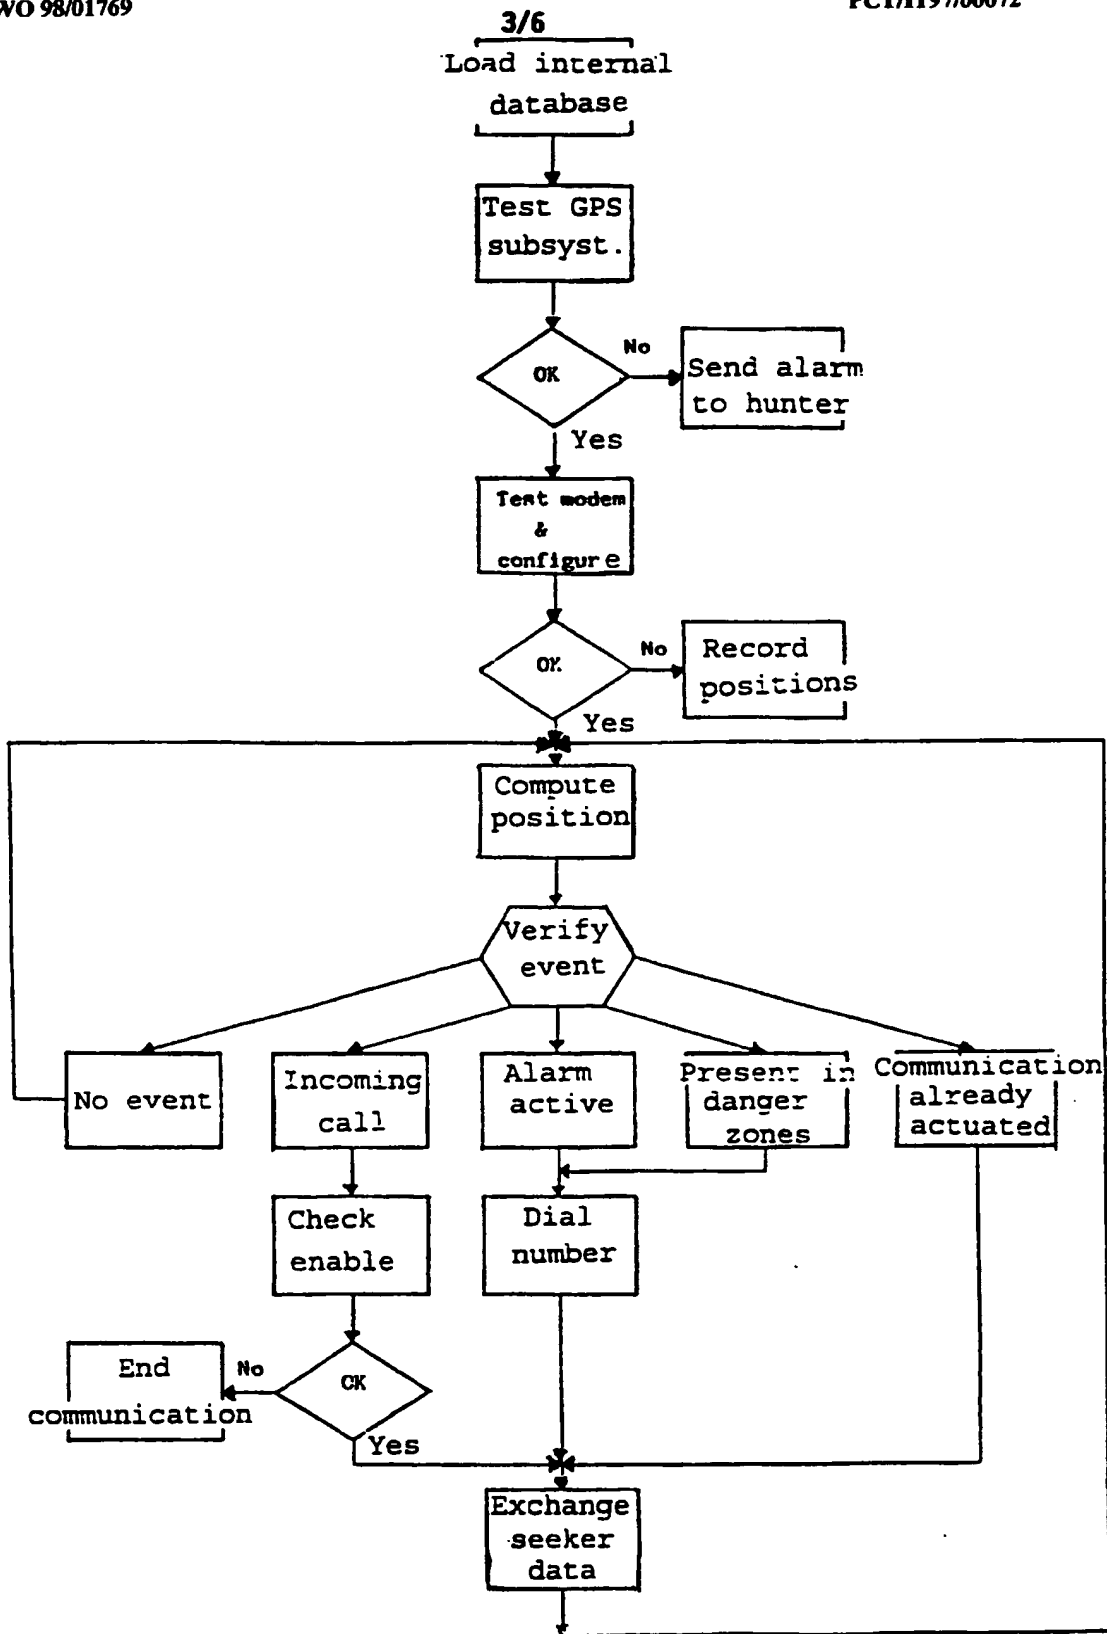 WO 98/01769
3/6
Load internal
database
Test GPS
subsyst.
OK
No
Send alarm
to hunter
Yes
Test modem
&
configure
OK
No
Record
positions
Yes
Compute
position
Verify
event
No event
Incoming
call
Alarm
active
Present in
danger
zones
Communication
already
actuated
Check
enable
Dial
number
End
communication
No
OK
Yes
Exchange
seeker
data